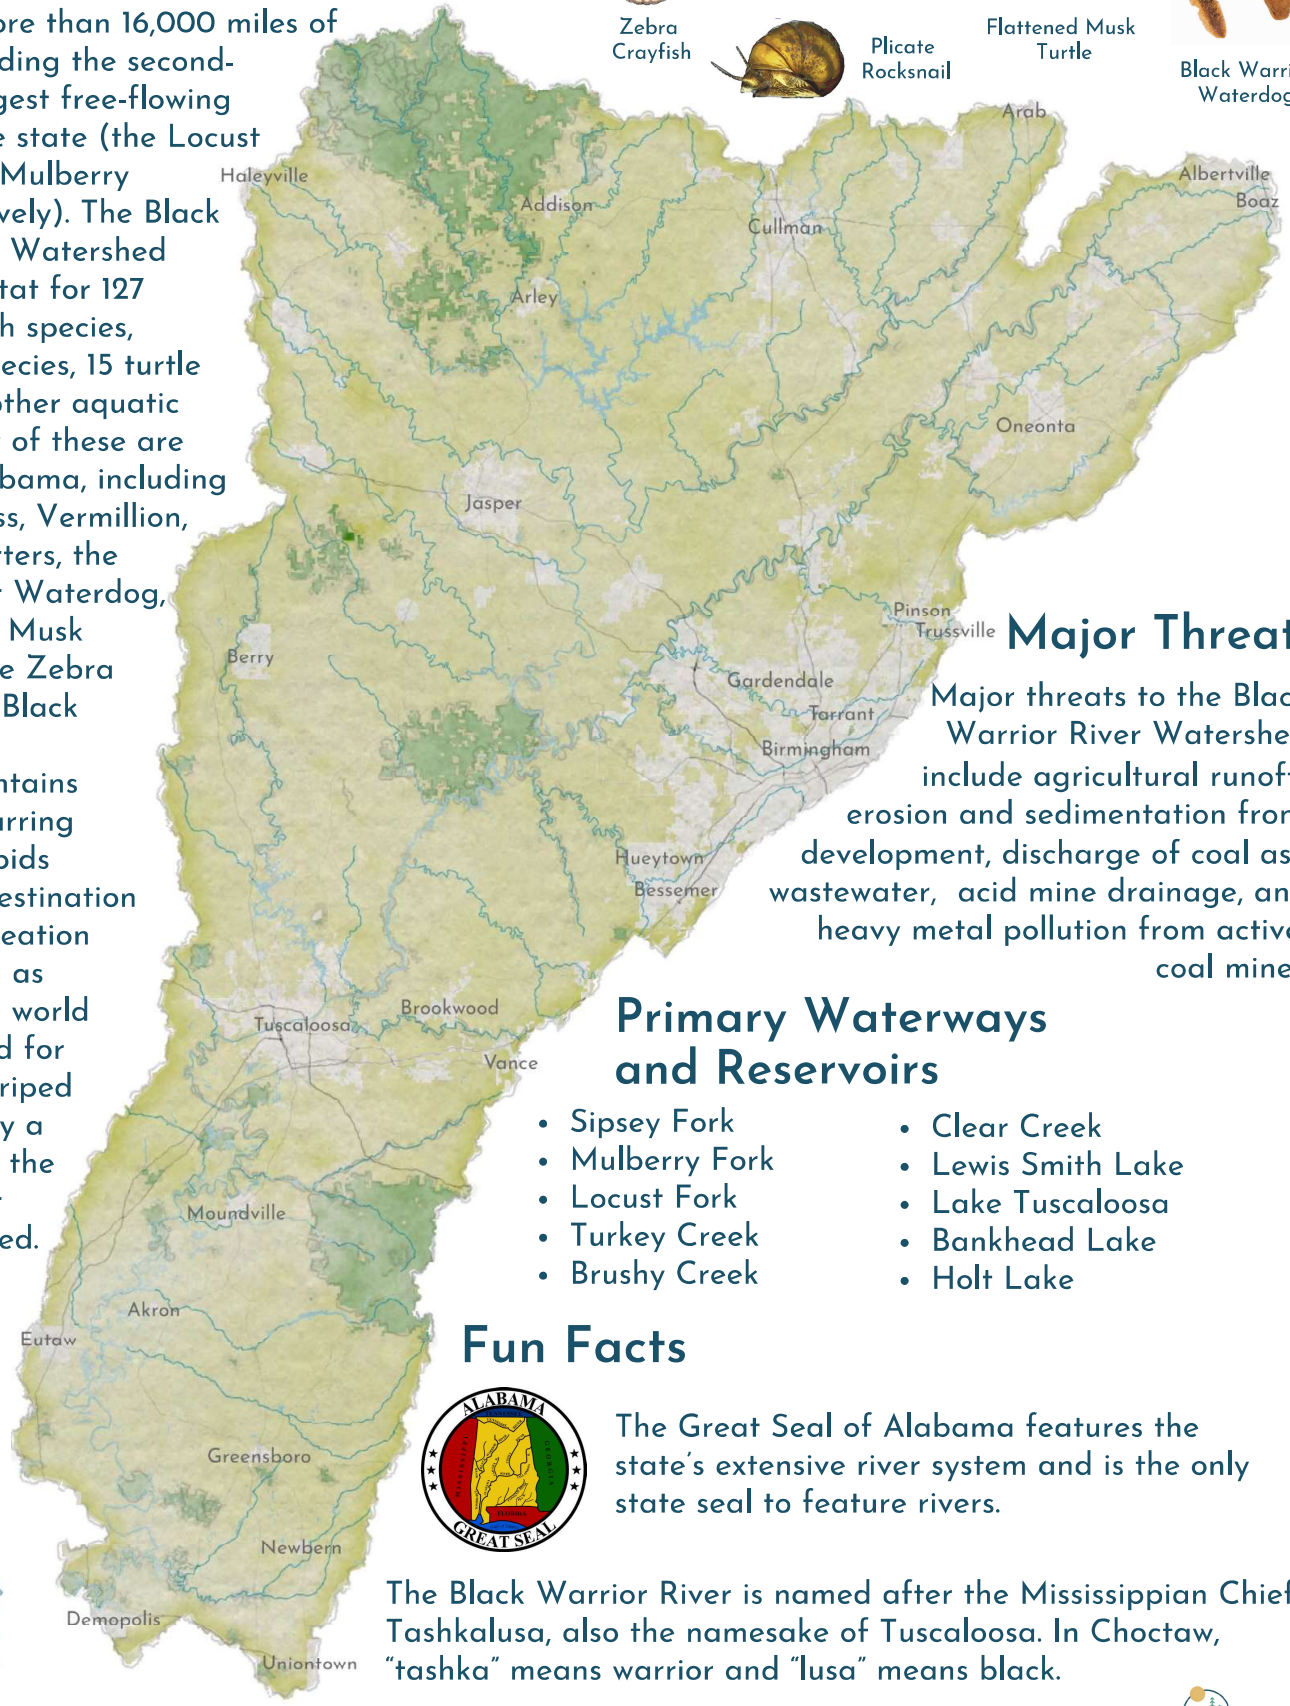 ore than 16,000 miles of
ding the second-
gest free-flowing
e state (the Locust
Mulberry
vely). The Black
Watershed
tat for 127
h species,
ecies, 15 turtle
other aquatic
of these are
bama, including
ss, Vermillion,
rters, the
Waterdog,
Musk
e Zebra
Black
ntains
urring
pids
estination
eation
as
world
d for
riped
y a
the
ed.
Zebra
Crayfish
Plicate
Rocksnail
Flattened Musk
Turtle
Black Warri
Waterdog
Haleyville
Addison
Arley
Cullman
Arab
Albertville
Boaz
Oneonta
Jasper
Berry
Pinson
Trussville
Gardendale
Tarrant
Birmingham
Hueytown
Bessemer
Tuscaloosa
Brookwood
Vance
Moundville
Akron
Eutaw
Greensboro
Newbern
Demopolis
Uniontown
Major Threat
Major threats to the Blac
Warrior River Watershe
include agricultural runoff
erosion and sedimentation from
development, discharge of coal as
wastewater, acid mine drainage, an
heavy metal pollution from active
coal mine
Primary Waterways
and Reservoirs
• Sipsey Fork
• Mulberry Fork
• Locust Fork
• Turkey Creek
• Brushy Creek
• Clear Creek
• Lewis Smith Lake
• Lake Tuscaloosa
• Bankhead Lake
• Holt Lake
Fun Facts
ALABAMA
TENNESSEE
GEORGIA
FLORIDA
GREAT SEAL
The Great Seal of Alabama features the
state's extensive river system and is the only
state seal to feature rivers.
The Black Warrior River is named after the Mississippian Chief
Tashkalusa, also the namesake of Tuscaloosa. In Choctaw,
"tashka" means warrior and "lusa" means black.